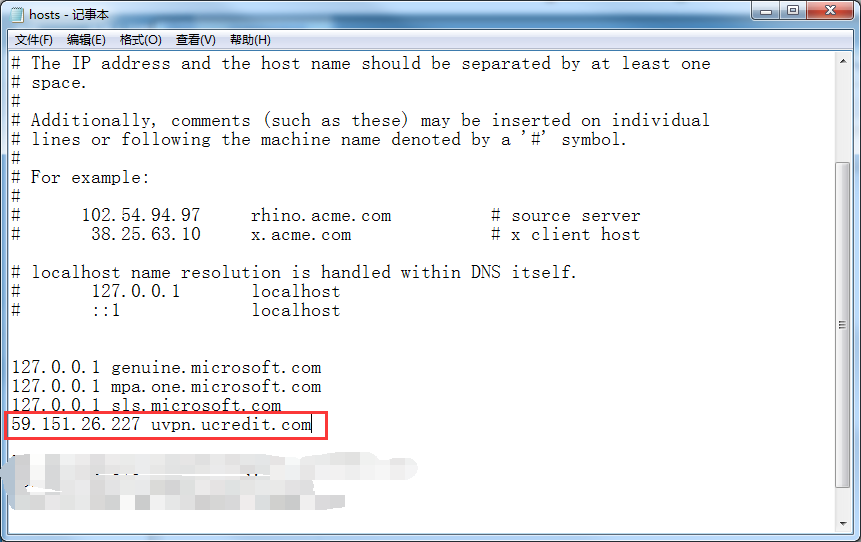 hosts - 记事本
文件(F) 编辑(E) 格式(O) 查看(V) 帮助(H)
# The IP address and the host name should be separated by at least one
# space.
#
# Additionally, comments (such as these) may be inserted on individual
# lines or following the machine name denoted by a '#' symbol.
#
# For example:
#
#      102.54.94.97     rhino.acme.com          # source server
#       38.25.63.10     x.acme.com              # x client host

# localhost name resolution is handled within DNS itself.
#       127.0.0.1       localhost
#       ::1             localhost

127.0.0.1 genuine.microsoft.com
127.0.0.1 mpa.one.microsoft.com
127.0.0.1 sls.microsoft.com
59.151.26.227 uvpn.ucredit.com